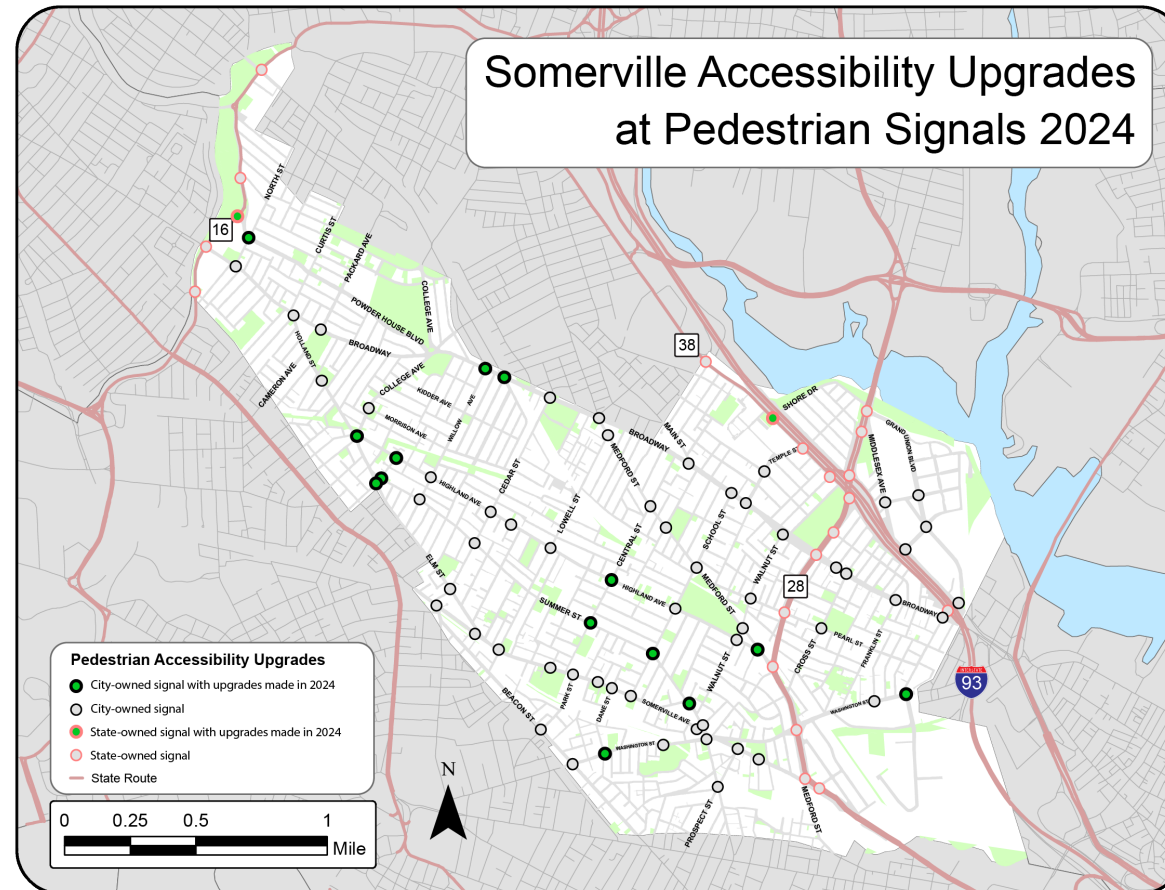 Somerville Accessibility Upgrades
at Pedestrian Signals 2024
NORTH ST
16
CURTIS ST
PACKARD AVE
COLLEGE AVE
POWDER HOUSE BLVD
BROADWAY
HOLLAND ST
CAMERON AVE
COLLEGE AVE
KIDDER AVE
MORRISON AVE
WILLOW AVE
38
SHORE DR
MAIN ST
BROADWAY
MEDFORD ST
TEMPLE ST
MIDDLESEX AVE
GRAND UNION BLVD
CEDAR ST
HIGHLAND AVE
LOWELL ST
CENTRAL ST
SCHOOL ST
WALNUT ST
ELM ST
MEDFORD ST
28
HIGHLAND AVE
SUMMER ST
BROADWAY
PEARL ST
CROSS ST
FRANKLIN ST
WALNUT ST
INTERSTATE
93
BEACON ST
PARK ST
DANE ST
SOMERVILLE AVE
WASHINGTON ST
WASHINGTON ST
PROSPECT ST
MEDFORD ST
Pedestrian Accessibility Upgrades
City-owned signal with upgrades made in 2024
City-owned signal
State-owned signal with upgrades made in 2024
State-owned signal
State Route
N
0 0.25 0.5 1
Mile